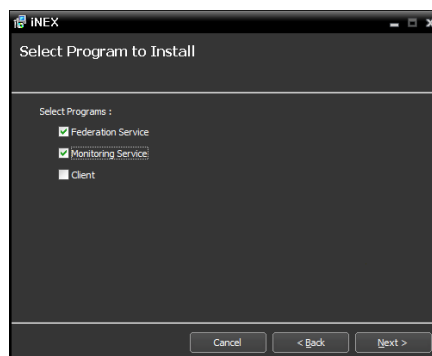 iNEX
Select Program to Install
Select Programs :
Federation Service
Monitoring Service
Client
Cancel
< Back
Next >